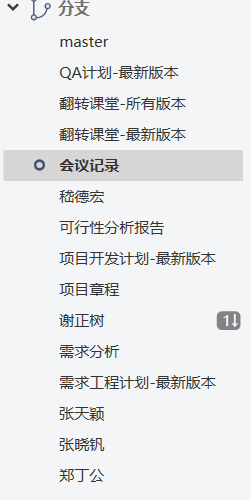 分支
master
QA计划-最新版本
翻转课堂-所有版本
翻转课堂-最新版本
会议记录
嵇德宏
可行性分析报告
项目开发计划-最新版本
项目章程
谢正树 1↓
需求分析
需求工程计划-最新版本
张天颖
张晓钒
郑丁公